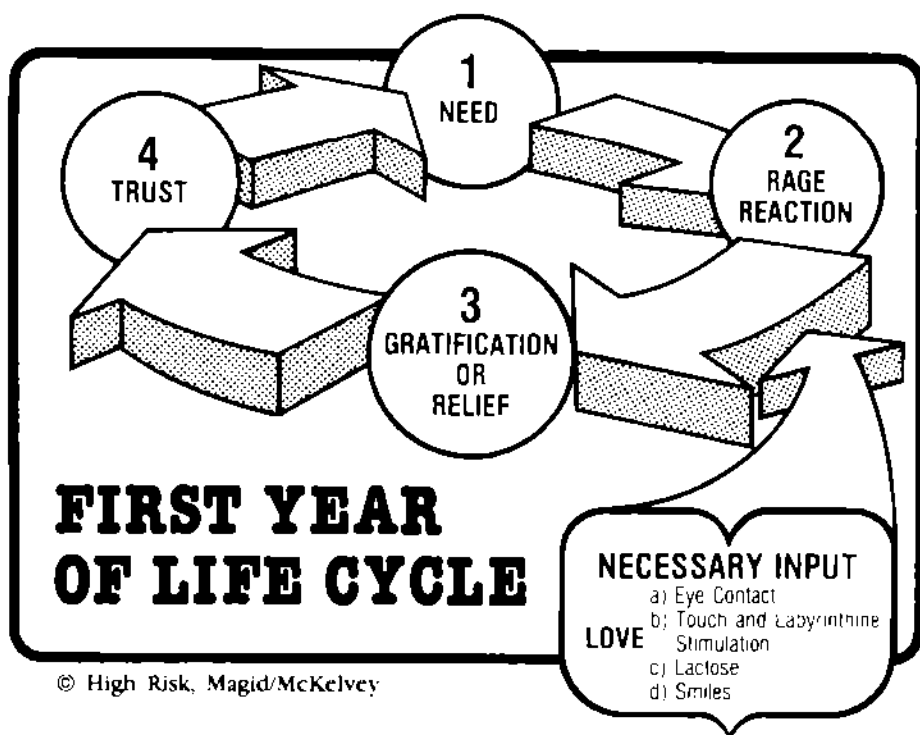 1
NEED
2
RAGE
REACTION
3
GRATIFICATION
OR
RELIEF
4
TRUST
FIRST YEAR
OF LIFE CYCLE
NECESSARY INPUT
a) Eye Contact
b) Touch and Labyrinthine
LOVE
Stimulation
c) Lactose
d) Smiles
© High Risk, Magid/McKelvey